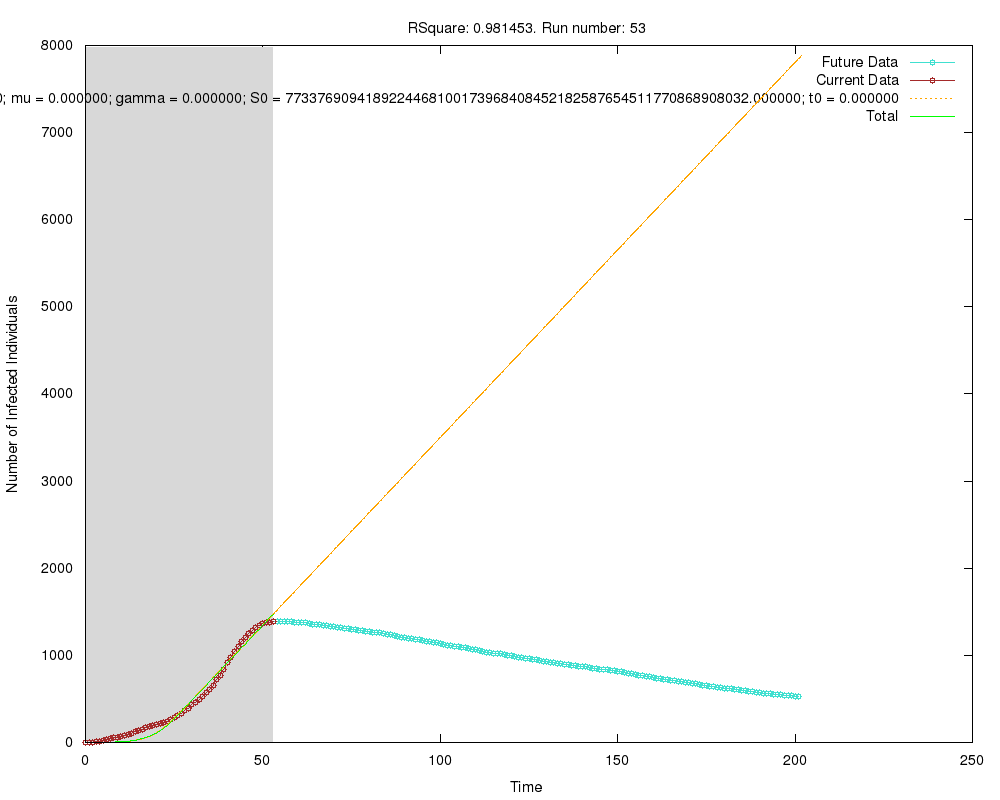 RSquare: 0.981453. Run number: 53
8000
Future Data
Current Data
0; mu = 0.000000; gamma = 0.000000; S0 = 7733769094189224468100173968408452182587654511770868908032.000000; t0 = 0.000000
Total
7000
6000
5000
4000
3000
2000
1000
0
Number of Infected Individuals
0 50 100 150 200 250
Time